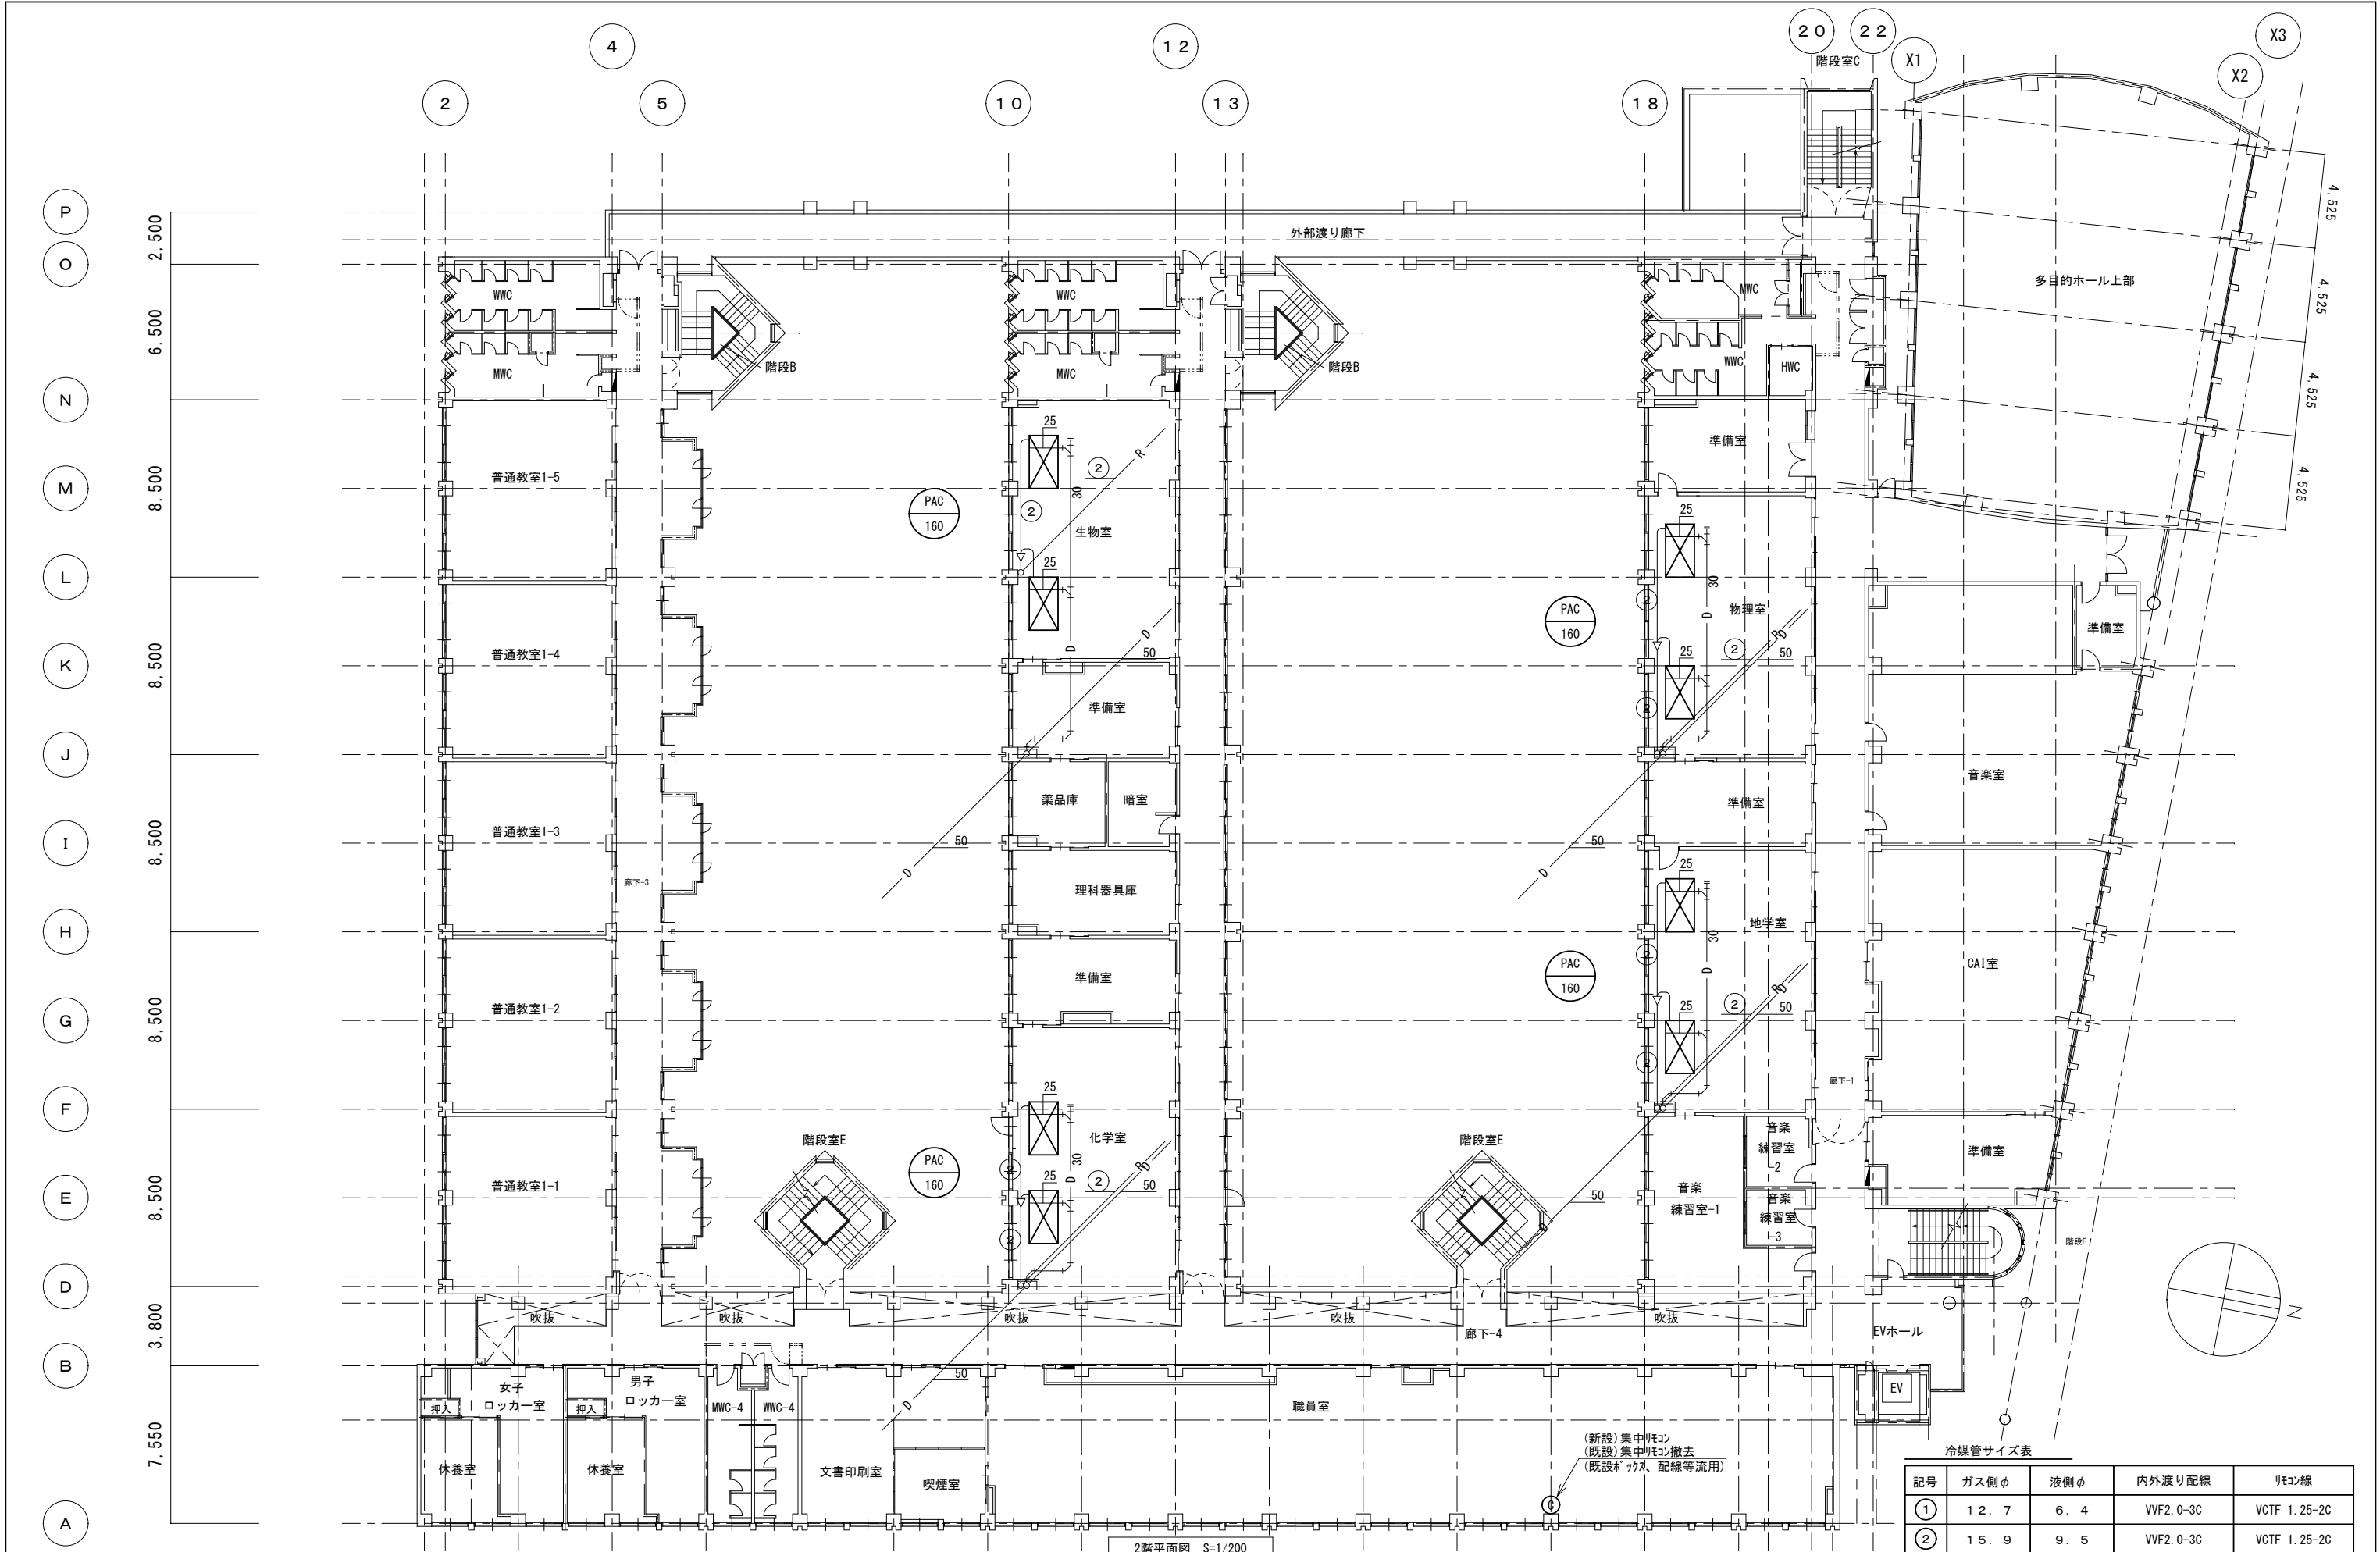 4
12
20
22
階段室C
X1
X2
X3
2
5
10
13
18
P
O
N
M
L
K
J
I
H
G
F
E
D
B
A
2,500
6,500
8,500
8,500
8,500
8,500
8,500
3,800
7,550
4,525
4,525
4,525
4,525
外部渡り廊下
多目的ホール上部
WWC
MWC
階段B
WWC
MWC
階段B
MWC
WWC
HWC
普通教室1-5
普通教室1-4
普通教室1-3
普通教室1-2
普通教室1-1
廊下-3
PAC
160
25
30
②
②
R
生物室
25
D
D
50
準備室
薬品庫
暗室
D
50
理科器具庫
準備室
PAC
160
25
化学室
30
②
②
②
R
D
D
50
25
D
50
準備室
PAC
160
25
30
②
②
②
物理室
R
D
D
50
25
準備室
D
50
PAC
160
25
30
②
②
②
地学室
R
D
D
50
25
50
D
準備室
音楽室
CAI室
廊下-1
準備室
音楽
練習室
-2
音楽
練習室-1
音楽
練習室
-3
階段F
階段室E
階段室E
吹抜
吹抜
吹抜
吹抜
廊下-4
EVホール
EV
N
女子
ロッカー室
押入
休養室
男子
ロッカー室
押入
休養室
MWC-4
WWC-4
文書印刷室
喫煙室
職員室
(新設)集中ﾘﾓｺﾝ
(既設)集中ﾘﾓｺﾝ撤去
(既設ﾎﾞｯｸｽ、配線等流用)
C
2階平面図 S=1/200
冷媒管サイズ表
記号 ガス側φ 液側φ 内外渡り配線 ﾘﾓｺﾝ線
① 12.7 6.4 VVF2.0-3C VCTF 1.25-2C
② 15.9 9.5 VVF2.0-3C VCTF 1.25-2C